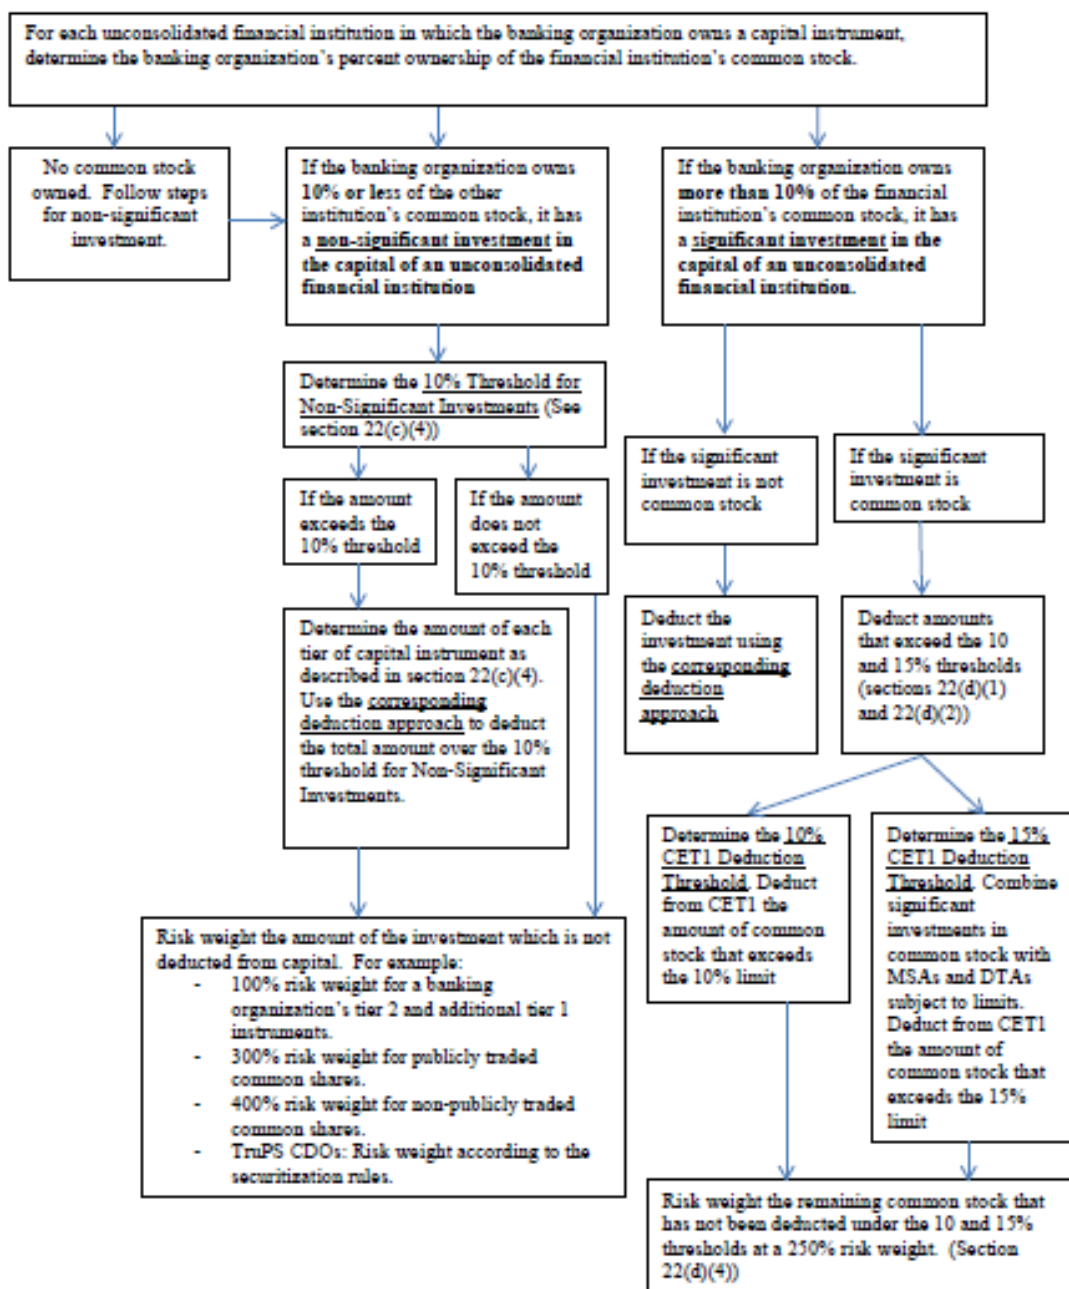 For each unconsolidated financial institution in which the banking organization owns a capital instrument,
determine the banking organization's percent ownership of the financial institution's common stock.
No common stock
owned. Follow steps
for non-significant
investment.
If the banking organization owns
10% or less of the other
institution's common stock, it has
a non-significant investment in
the capital of an unconsolidated
financial institution
If the banking organization owns
more than 10% of the financial
institution's common stock, it has
a significant investment in the
capital of an unconsolidated
financial institution.
Determine the 10% Threshold for
Non-Significant Investments (See
section 22(c)(4))
If the significant
investment is not
common stock
If the significant
investment is
common stock
If the amount
exceeds the
10% threshold
If the amount
does not
exceed the
10% threshold
Determine the amount of each
tier of capital instrument as
described in section 22(c)(4).
Use the corresponding
deduction approach to deduct
the total amount over the 10%
threshold for Non-Significant
Investments.
Deduct the
investment using
the corresponding
deduction
approach
Deduct amounts
that exceed the 10
and 15% thresholds
(sections 22(d)(1)
and 22(d)(2))
Determine the 10%
CET1 Deduction
Threshold. Deduct
from CET1 the
amount of common
stock that exceeds
the 10% limit
Determine the 15%
CET1 Deduction
Threshold. Combine
significant
investments in
common stock with
MSAs and DTAs
subject to limits.
Deduct from CET1
the amount of
common stock that
exceeds the 15%
limit
Risk weight the amount of the investment which is not
deducted from capital. For example:
- 100% risk weight for a banking
organization's tier 2 and additional tier 1
instruments.
- 300% risk weight for publicly traded
common shares.
- 400% risk weight for non-publicly traded
common shares.
- TruPS CDOs: Risk weight according to the
securitization rules.
Risk weight the remaining common stock that
has not been deducted under the 10 and 15%
thresholds at a 250% risk weight. (Section
22(d)(4))